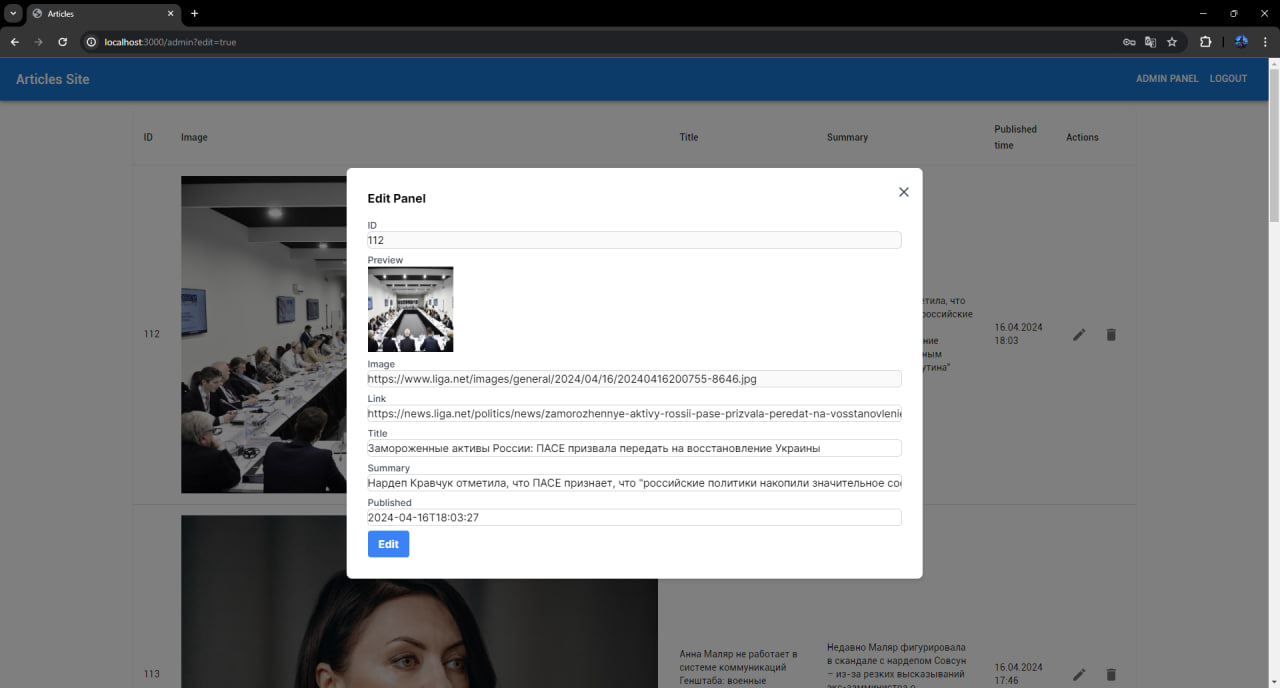 Articles
localhost:3000/admin?edit=true
Articles Site
ADMIN PANEL LOGOUT
ID Image Title Summary Published time Actions
Edit Panel
ID
112
Preview
Image
https://www.liga.net/images/general/2024/04/16/20240416200755-8646.jpg
Link
https://news.liga.net/politics/news/zamorozhennye-aktivy-rossii-pase-prizvala-peredat-na-vosstanovlenie
Title
Замороженные активы России: ПАСЕ призвала передать на восстановление Украины
Summary
Нардеп Кравчук отметила, что ПАСЕ признает, что "российские политики накопили значительное
Published
2024-04-16T18:03:27
Edit
112
что
российские
16.04.2024
18:03
113
Анна Маляр не работает в
системе коммуникаций
Генштаба: военные
Недавно Маляр фигурировала
в скандале с нардепом Совсун
– из-за резких высказываний
экс-замминистра о
16.04.2024
17:46